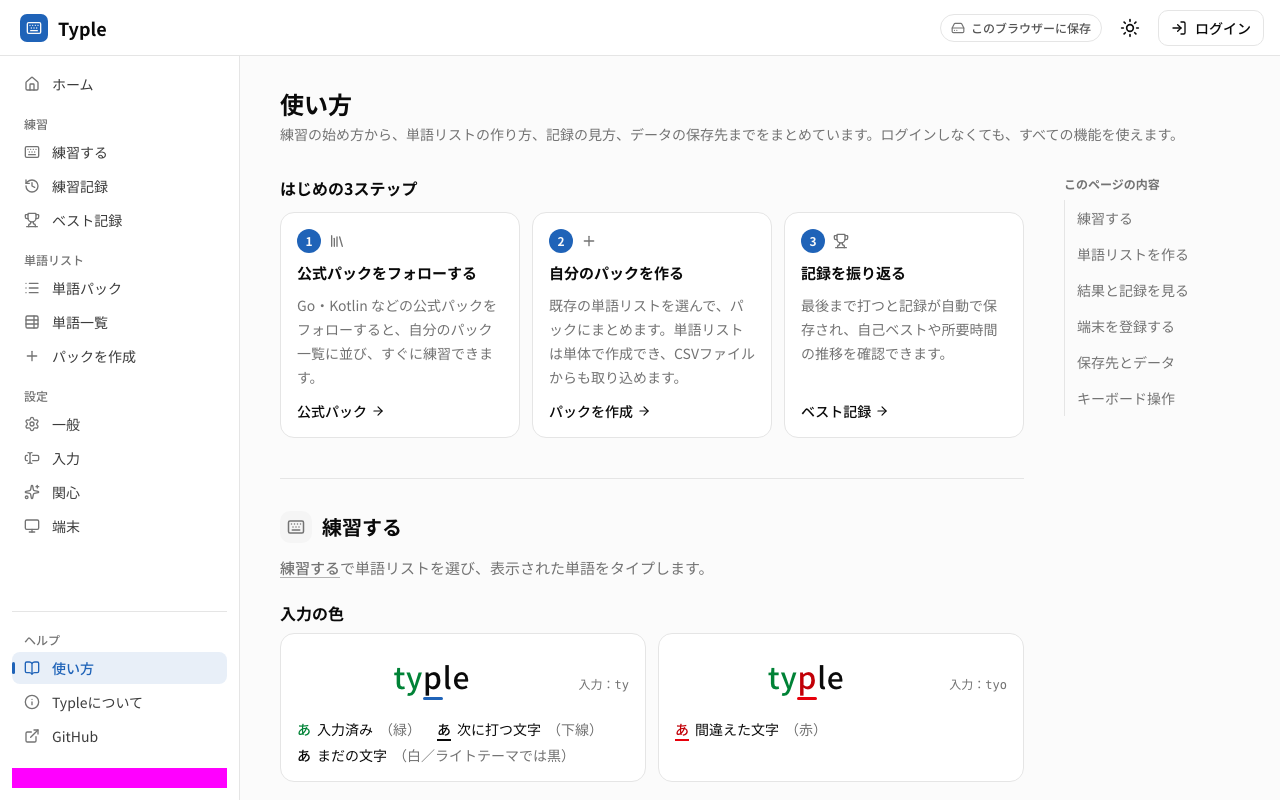 Typle
このブラウザーに保存
ログイン
ホーム
練習
練習する
練習記録
ベスト記録
単語リスト
単語パック
単語一覧
パックを作成
設定
一般
入力
関心
端末
ヘルプ
使い方
Typleについて
GitHub
使い方
練習の始め方から、単語リストの作り方、記録の見方、データの保存先までをまとめています。ログインしなくても、すべての機能を使えます。
はじめの3ステップ
1
公式パックをフォローする
Go・Kotlin などの公式パックを
フォローすると、自分のパック
一覧に並び、すぐに練習できま
す。
公式パック →
2
自分のパックを作る
既存の単語リストを選んで、パ
ックにまとめます。単語リスト
は単体で作成でき、CSVファイル
からも取り込めます。
パックを作成 →
3
記録を振り返る
最後まで打つと記録が自動で保
存され、自己ベストや所要時間
の推移を確認できます。
ベスト記録 →
このページの内容
練習する
単語リストを作る
結果と記録を見る
端末を登録する
保存先とデータ
キーボード操作
練習する
練習するで単語リストを選び、表示された単語をタイプします。
入力の色
typle
入力：ty
あ 入力済み （緑） あ 次に打つ文字 （下線）
あ まだの文字 （白／ライトテーマでは黒）
typle
入力：tyo
あ 間違えた文字 （赤）